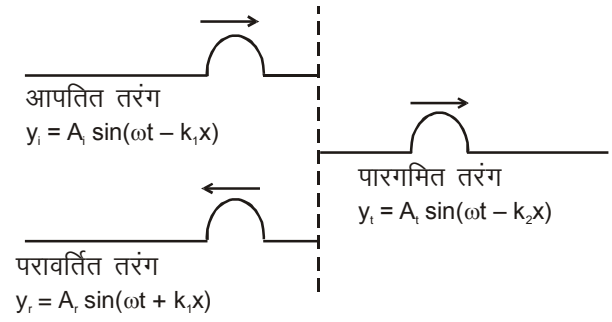 आपतित तरंग
yᵢ = Aᵢ sin(ωt – k₁x)
पारगमित तरंग
yₜ = Aₜ sin(ωt – k₂x)
परावर्तित तरंग
yᵣ = Aᵣ sin(ωt + k₁x)